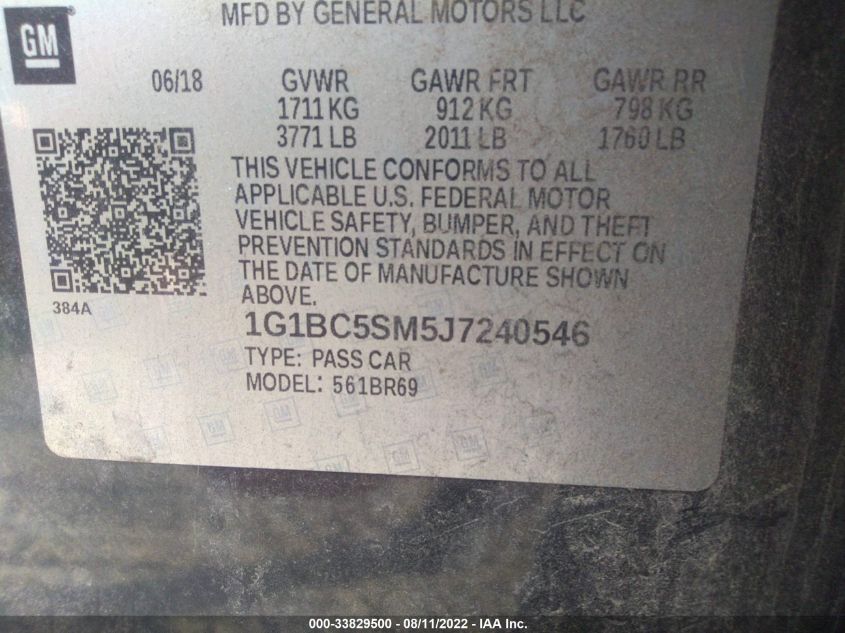 MFD BY GENERAL MOTORS LLC
GM
06/18 GVWR GAWR FRT GAWR RR
1711 KG 912 KG 798 KG
3771 LB 2011 LB 1760 LB
THIS VEHICLE CONFORMS TO ALL
APPLICABLE U.S. FEDERAL MOTOR
VEHICLE SAFETY, BUMPER, AND THEFT
PREVENTION STANDARDS IN EFFECT ON
THE DATE OF MANUFACTURE SHOWN
ABOVE.
384A
1G1BC5SM5J7240546
TYPE: PASS CAR
MODEL: 561BR69
000-33829500 - 08/11/2022 - IAA Inc.